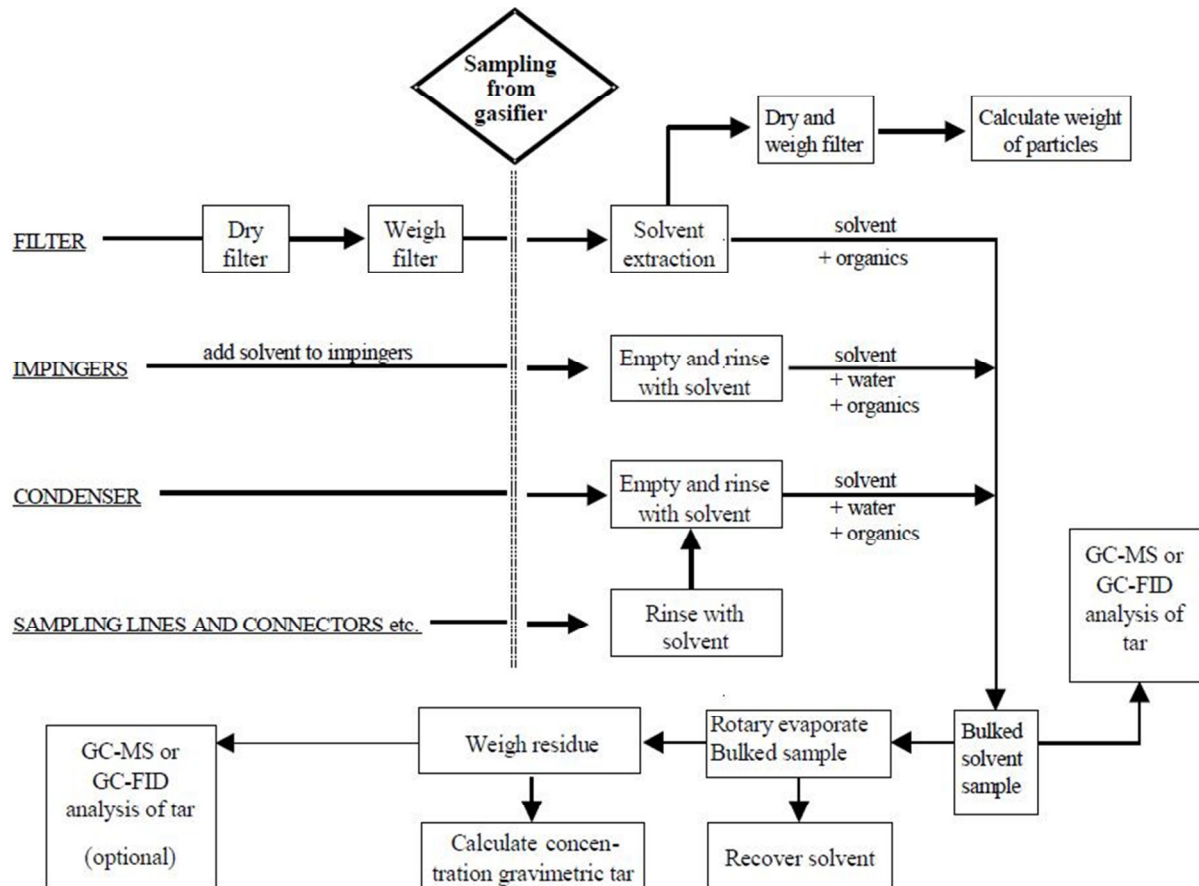 Sampling
from
gasifier
Dry and
weigh filter
Calculate weight
of particles
FILTER
Dry
filter
Weigh
filter
Solvent
extraction
solvent
+ organics
IMPINGERS
add solvent to impingers
Empty and rinse
with solvent
solvent
+ water
+ organics
CONDENSER
Empty and rinse
with solvent
solvent
+ water
+ organics
GC-MS or
GC-FID
analysis of
tar
SAMPLING LINES AND CONNECTORS etc.
Rinse with
solvent
GC-MS or
GC-FID
analysis of tar
(optional)
Weigh residue
Rotary evaporate
Bulked sample
Bulked
solvent
sample
Calculate concen-
tration gravimetric tar
Recover solvent